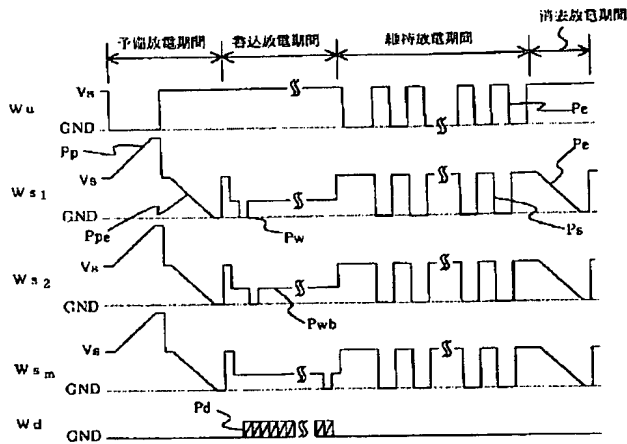 予備放電期間
書込放電期間
維持放電期間
消去放電期間
Wu
Vs
GND
Pe
Pp
Pe
Ws1
Vs
GND
Ppe
Pw
Ps
Ws2
Vs
GND
Pwb
Wsm
Vs
GND
Wd
GND
Pd